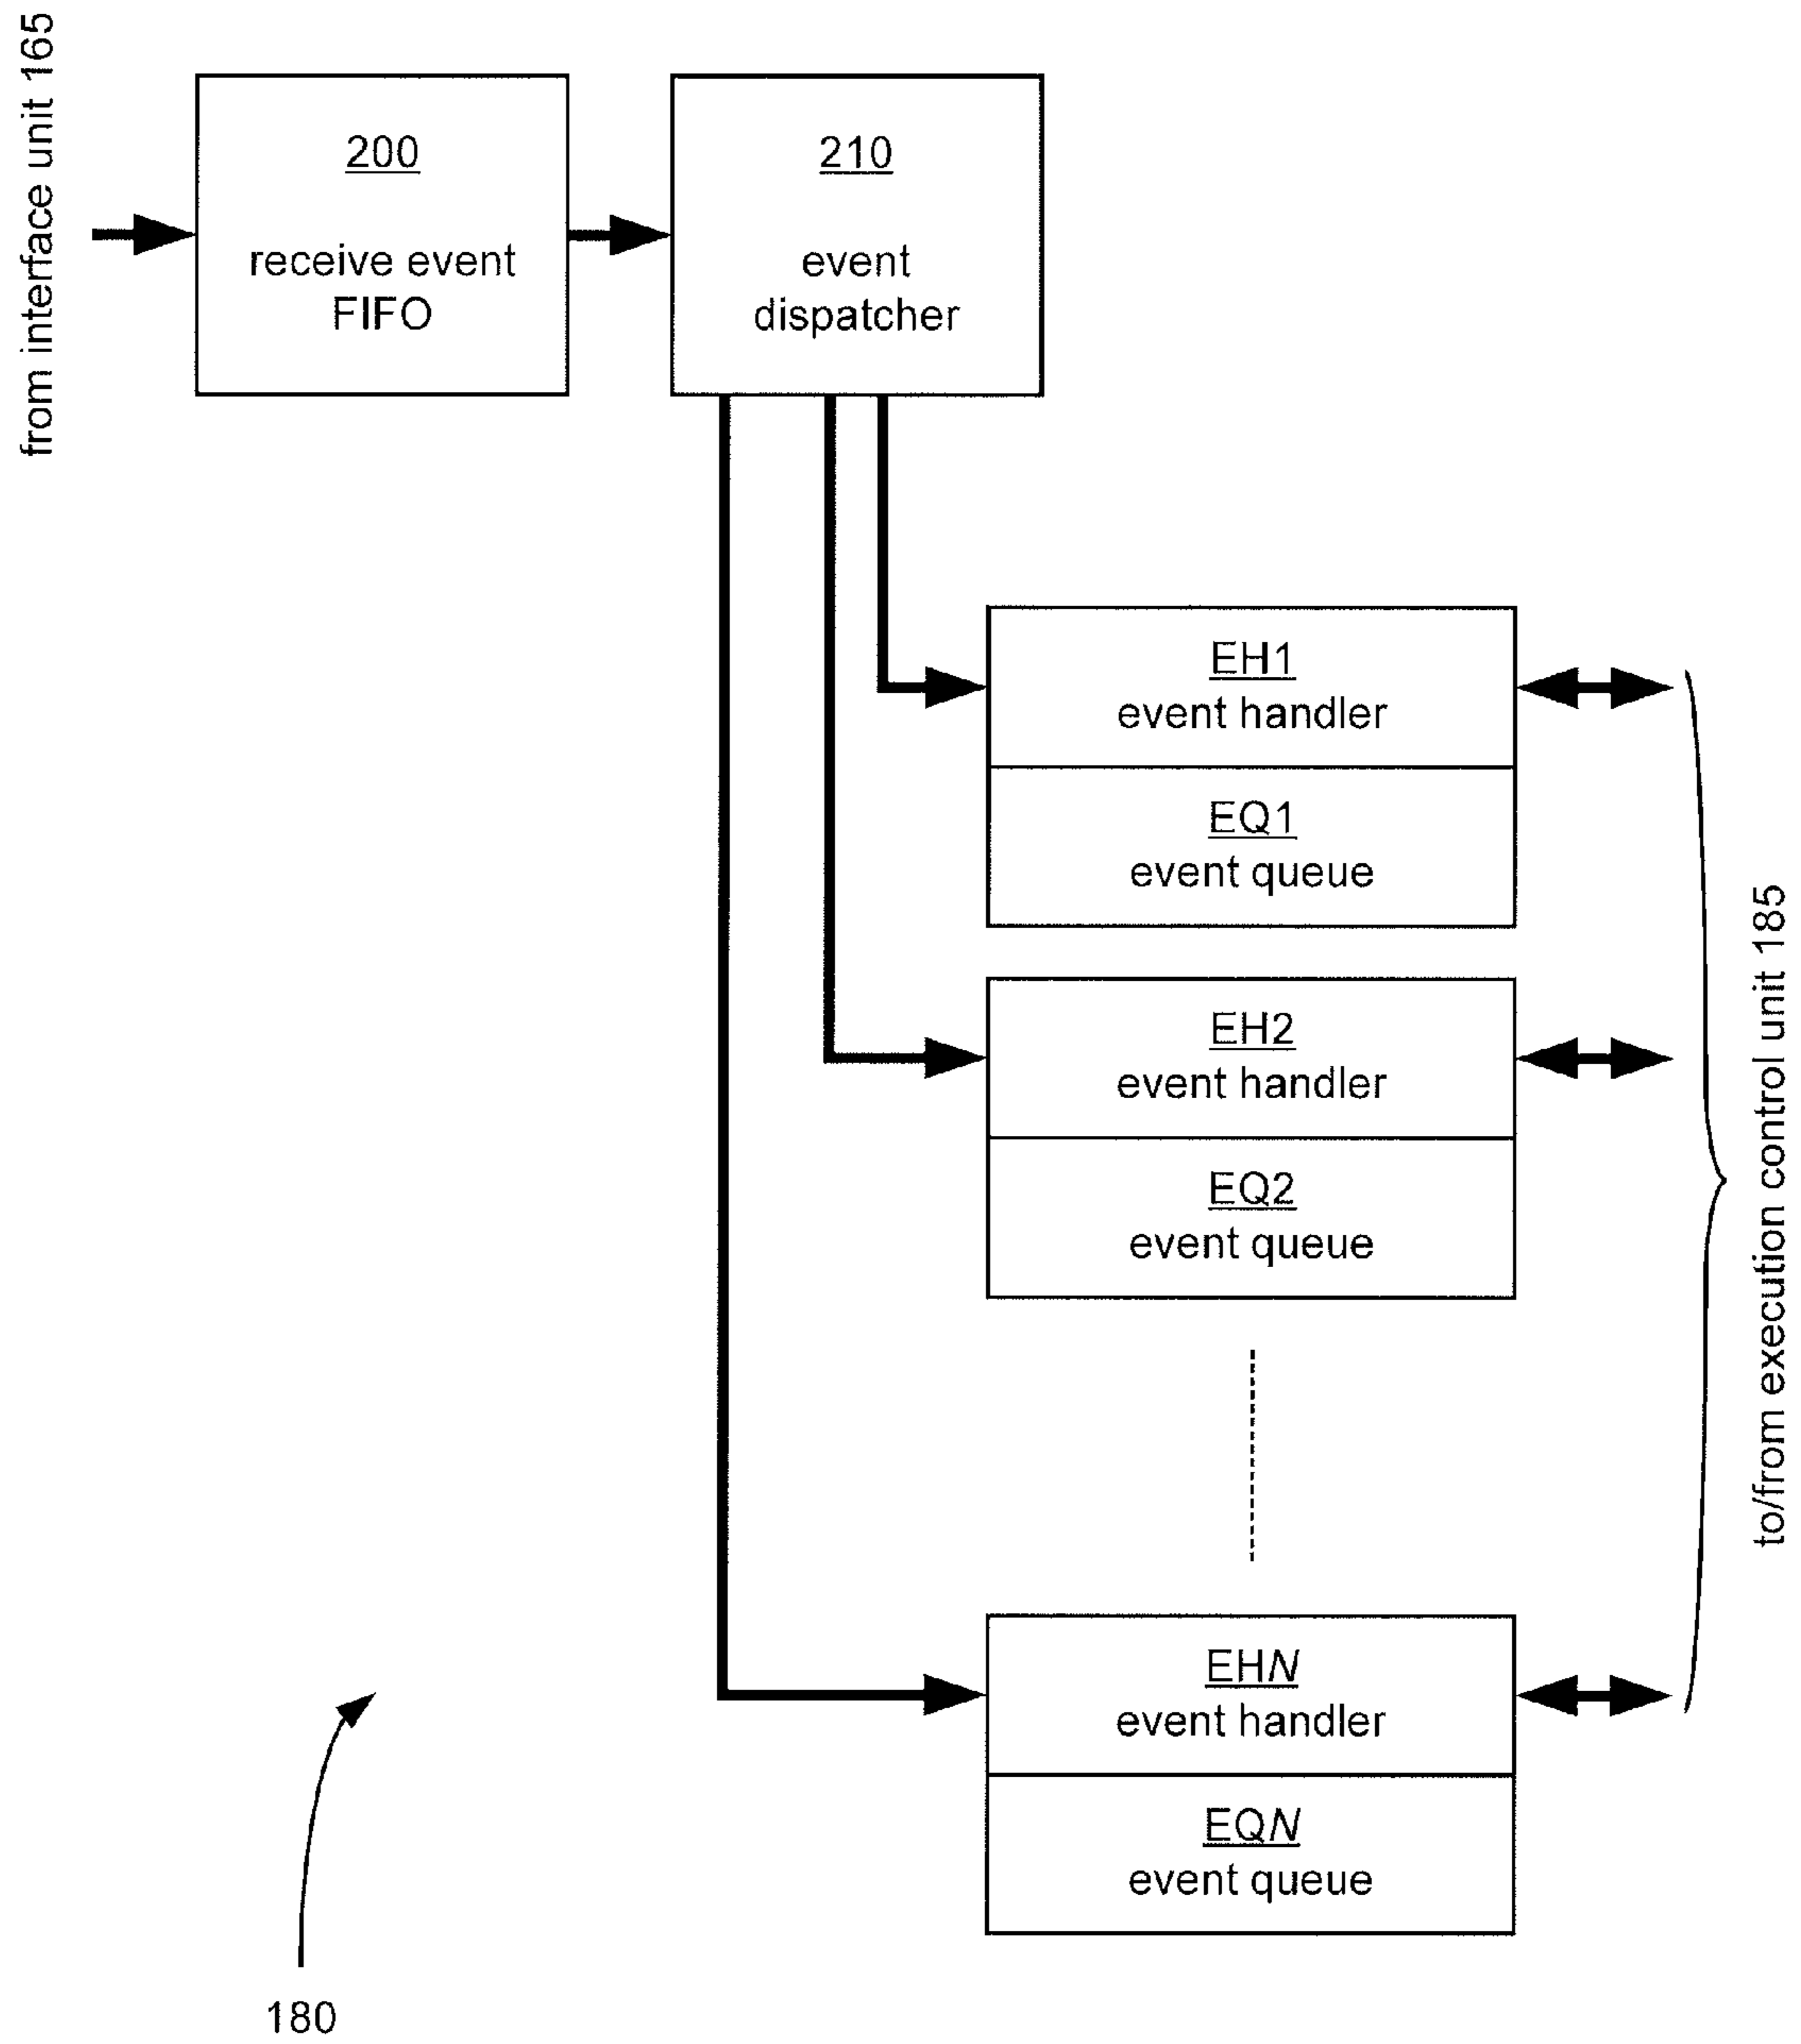 from interface unit 165
200
receive event
FIFO
210
event
dispatcher
EH1
event handler
EQ1
event queue
EH2
event handler
EQ2
event queue
EHN
event handler
EQN
event queue
to/from execution control unit 185
180